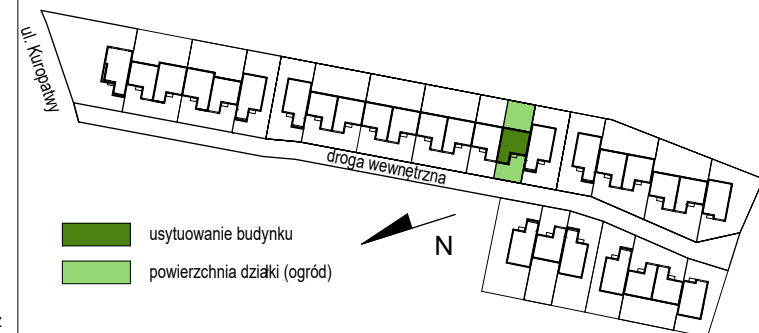 ul. Kuropatwy
droga wewnętrzna
usytuowanie budynku
N
powierzchnia działki (ogród)